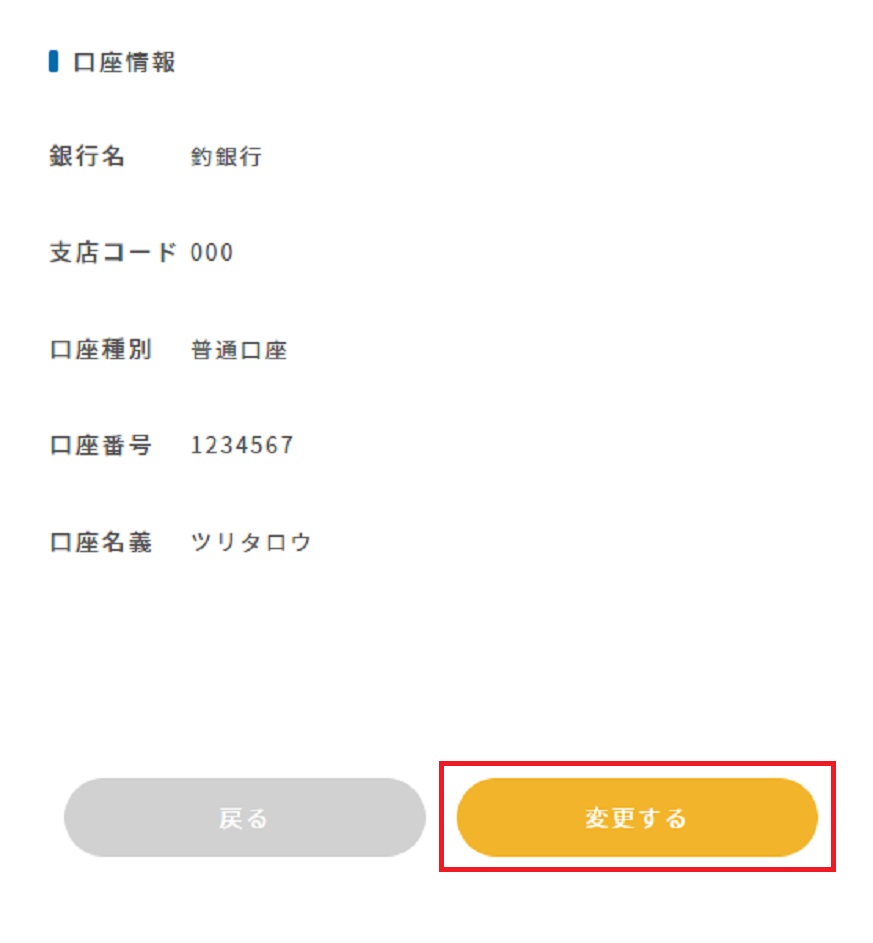 口座情報
銀行名 釣銀行
支店コード 000
口座種別 普通口座
口座番号 1234567
口座名義 ツリタロウ
戻る 変更する